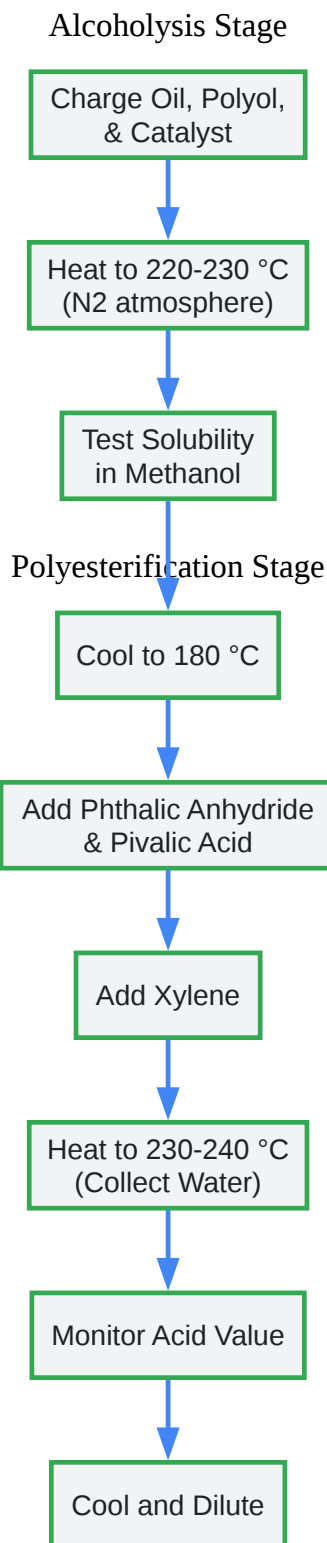 Alcoholysis Stage
Charge Oil, Polyol,
& Catalyst
Heat to 220-230 °C
(N2 atmosphere)
Test Solubility
in Methanol
Polyesterification Stage
Cool to 180 °C
Add Phthalic Anhydride
& Pivalic Acid
Add Xylene
Heat to 230-240 °C
(Collect Water)
Monitor Acid Value
Cool and Dilute